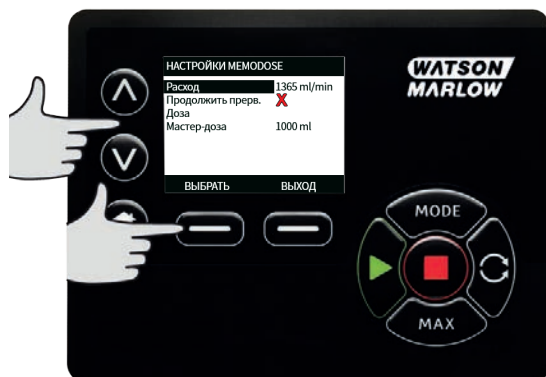 WATSON
MARLOW
НАСТРОЙКИ MEMODOSE
Расход 1365 ml/min
Продолжить прерв. X
Доза
Мастер-доза 1000 ml
ВЫБРАТЬ ВЫХОД
MODE
MAX